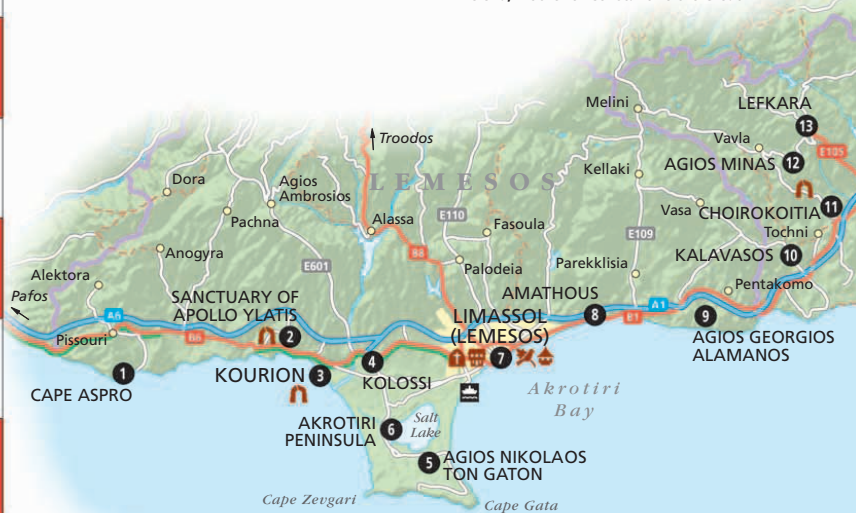 Melini
LEFKARA
13
Troodos
Vavla
E105
AGIOS MINAS 12
Kellaki
Dora
Agios
Ambrosios
LEMESOS
Pachna
Alassa
E110
Fasoula
Vasa
CHOIROKOITIA
11
Tochni
E109
KALAVASOS 10
Anogyra
B8
E601
Palodeia
Parekklisia
Alektora
Pentakomo
Pafos
SANCTUARY OF
APOLLO YLATIS
2
AMATHOUS
8
A1
A6
B1
LIMASSOL
(LEMESOS)
7
9
AGIOS GEORGIOS
ALAMANOS
Pissouri
B6
1
CAPE ASPRO
KOURION 3
4
KOLOSSI
Akrotiri
Bay
AKROTIRI
PENINSULA
6
Salt
Lake
5 AGIOS NIKOLAOS
TON GATON
Cape Zevgari
Cape Gata